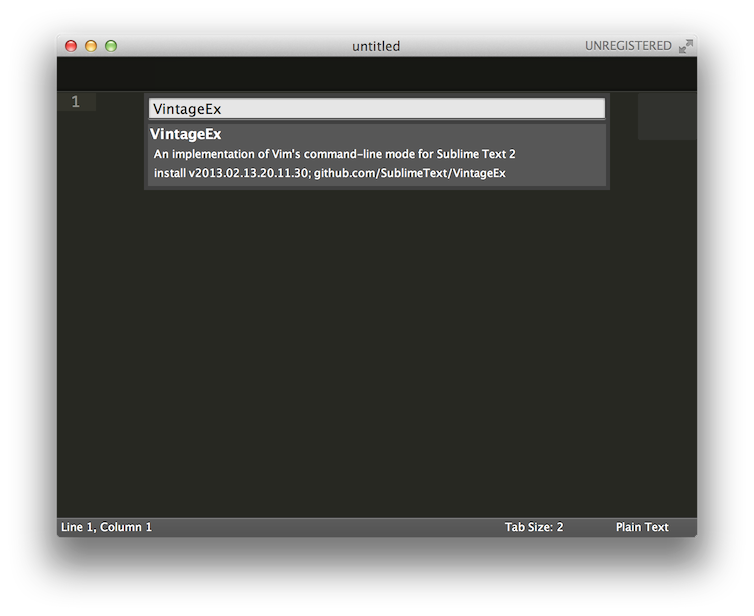 untitled
UNREGISTERED
1
VintageEx
VintageEx
An implementation of Vim's command-line mode for Sublime Text 2
install v2013.02.13.20.11.30; github.com/SublimeText/VintageEx
Line 1, Column 1
Tab Size: 2
Plain Text